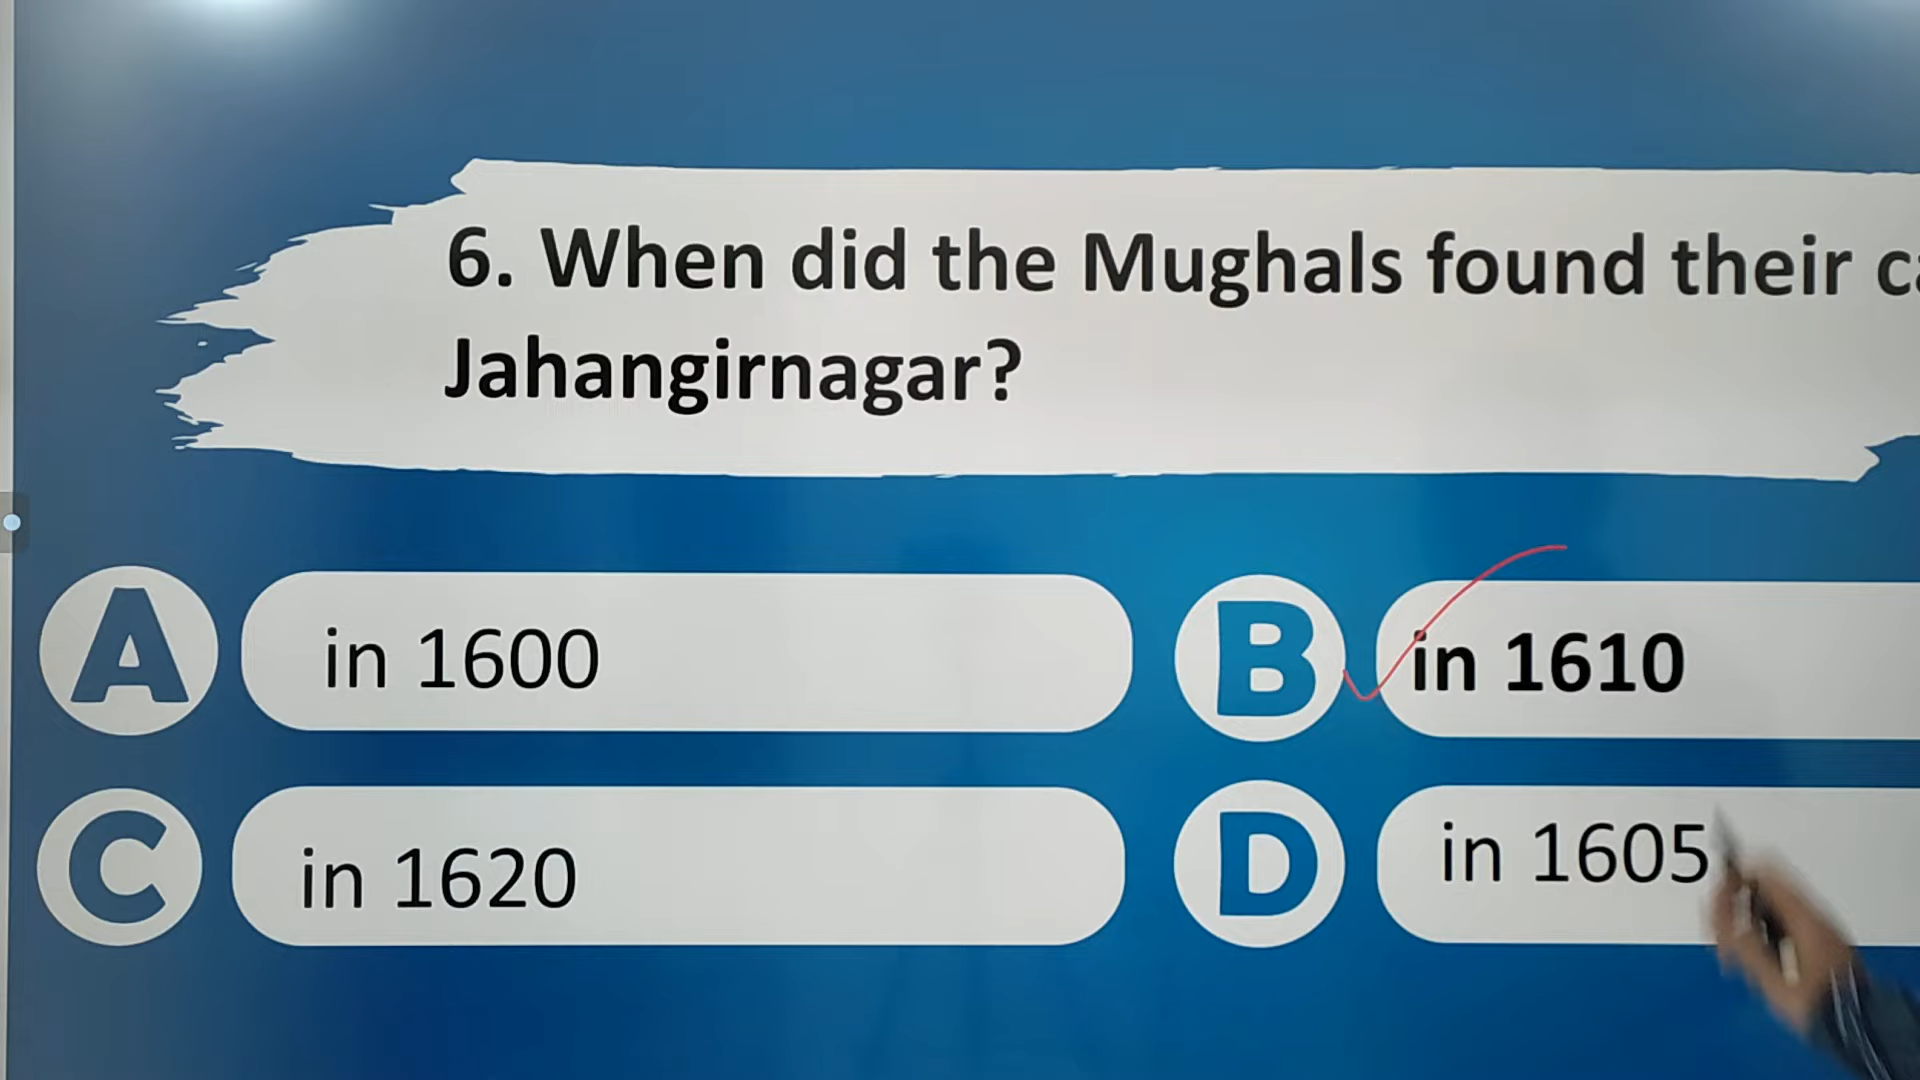 6. When did the Mughals found their
Jahangirnagar?
A in 1600
B in 1610
C in 1620
D in 1605